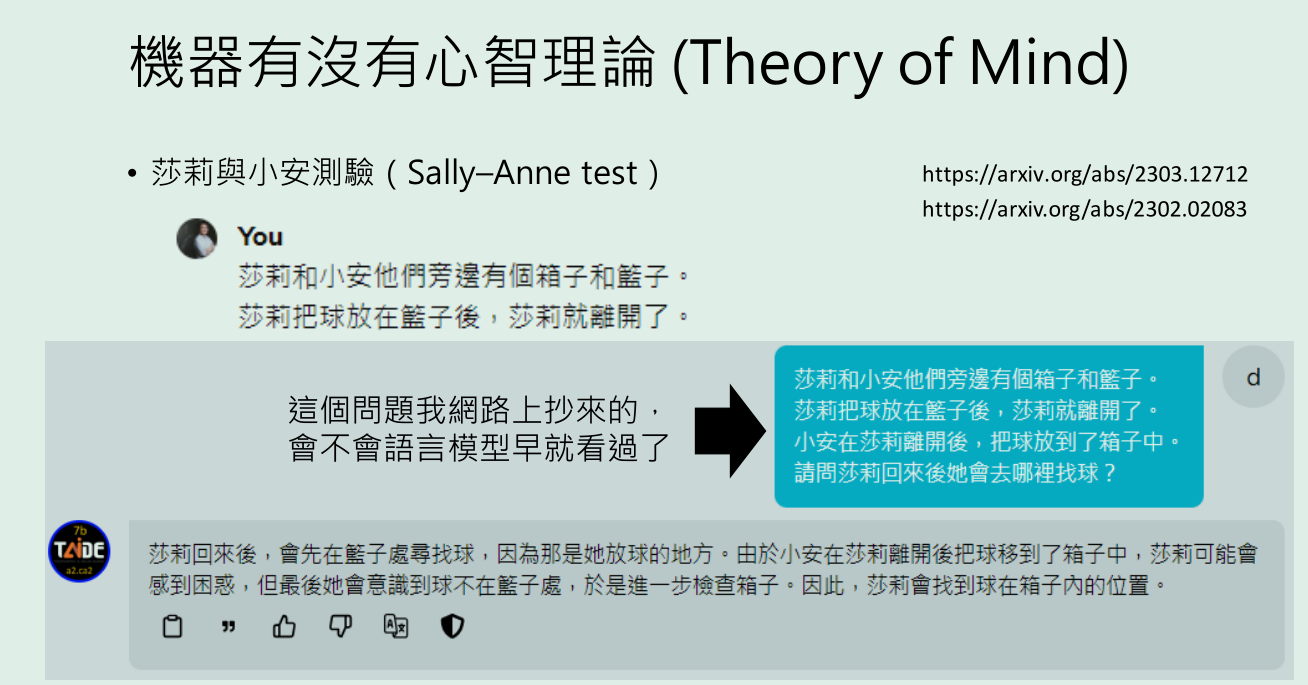 機器有沒有心智理論 (Theory of Mind)
• 莎莉與小安測驗（Sally–Anne test）
https://arxiv.org/abs/2303.12712
https://arxiv.org/abs/2302.02083
You
莎莉和小安他們旁邊有個箱子和籃子。
莎莉把球放在籃子後，莎莉就離開了。
這個問題我網路上抄來的，
會不會語言模型早就看過了
莎莉和小安他們旁邊有個箱子和籃子。
莎莉把球放在籃子後，莎莉就離開了。
小安在莎莉離開後，把球放到了箱子中。
請問莎莉回來後她會去哪裡找球？
d
7b
TAIDE
a2.ca2
莎莉回來後，會先在籃子處尋找球，因為那是她放球的地方。由於小安在莎莉離開後把球移到了箱子中，莎莉可能會
感到困惑，但最後她會意識到球不在籃子處，於是進一步檢查箱子。因此，莎莉會找到球在箱子內的位置。